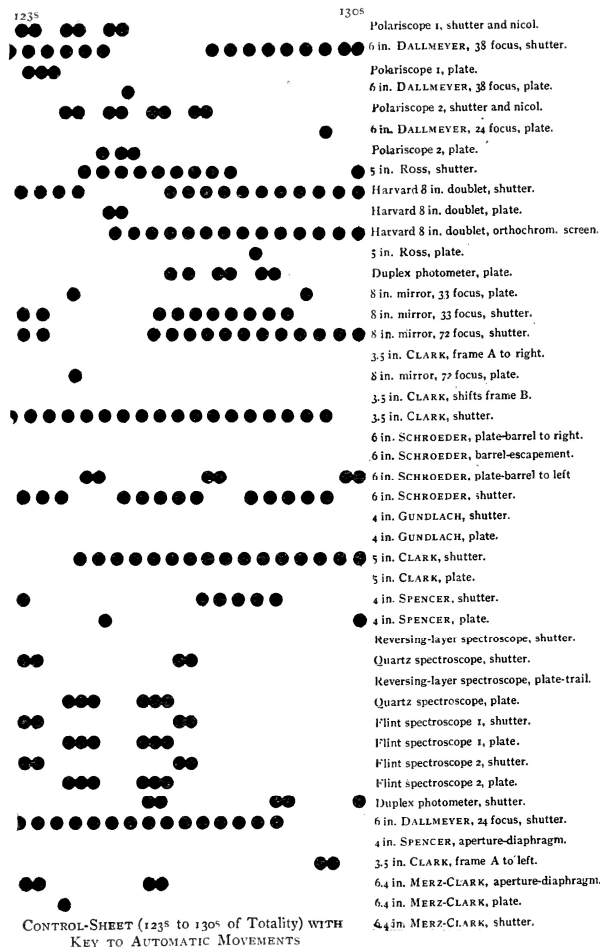 123s 130s
Polariscope 1, shutter and nicol.
6 in. DALLMEYER, 38 focus, shutter.
Polariscope 1, plate.
6 in. DALLMEYER, 38 focus, plate.
Polariscope 2, shutter and nicol.
6 in. DALLMEYER, 24 focus, plate.
Polariscope 2, plate.
5 in. ROSS, shutter.
Harvard 8 in. doublet, shutter.
Harvard 8 in. doublet, plate.
Harvard 8 in. doublet, orthochrom. screen.
5 in. ROSS, plate.
Duplex photometer, plate.
8 in. mirror, 33 focus, plate.
8 in. mirror, 33 focus, shutter.
8 in. mirror, 72 focus, shutter.
3.5 in. CLARK, frame A to right.
8 in. mirror, 72 focus, plate.
3.5 in. CLARK, shifts frame B.
3.5 in. CLARK, shutter.
6 in. SCHROEDER, plate-barrel to right.
6 in. SCHROEDER, barrel-escapement.
6 in. SCHROEDER, plate-barrel to left
6 in. SCHROEDER, shutter.
4 in. GUNDLACH, shutter.
4 in. GUNDLACH, plate.
5 in. CLARK, shutter.
5 in. CLARK, plate.
4 in. SPENCER, shutter.
4 in. SPENCER, plate.
Reversing-layer spectroscope, shutter.
Quartz spectroscope, shutter.
Reversing-layer spectroscope, plate-trail.
Quartz spectroscope, plate.
Flint spectroscope 1, shutter.
Flint spectroscope 1, plate.
Flint spectroscope 2, shutter.
Flint spectroscope 2, plate.
Duplex photometer, shutter.
6 in. DALLMEYER, 24 focus, shutter.
4 in. SPENCER, aperture-diaphragm.
3.5 in. CLARK, frame A to left.
6.4 in. MERZ-CLARK, aperture-diaphragm.
6.4 in. MERZ-CLARK, plate.
6.4 in. MERZ-CLARK, shutter.
CONTROL-SHEET (123s TO 130s OF TOTALITY) WITH
KEY TO AUTOMATIC MOVEMENTS